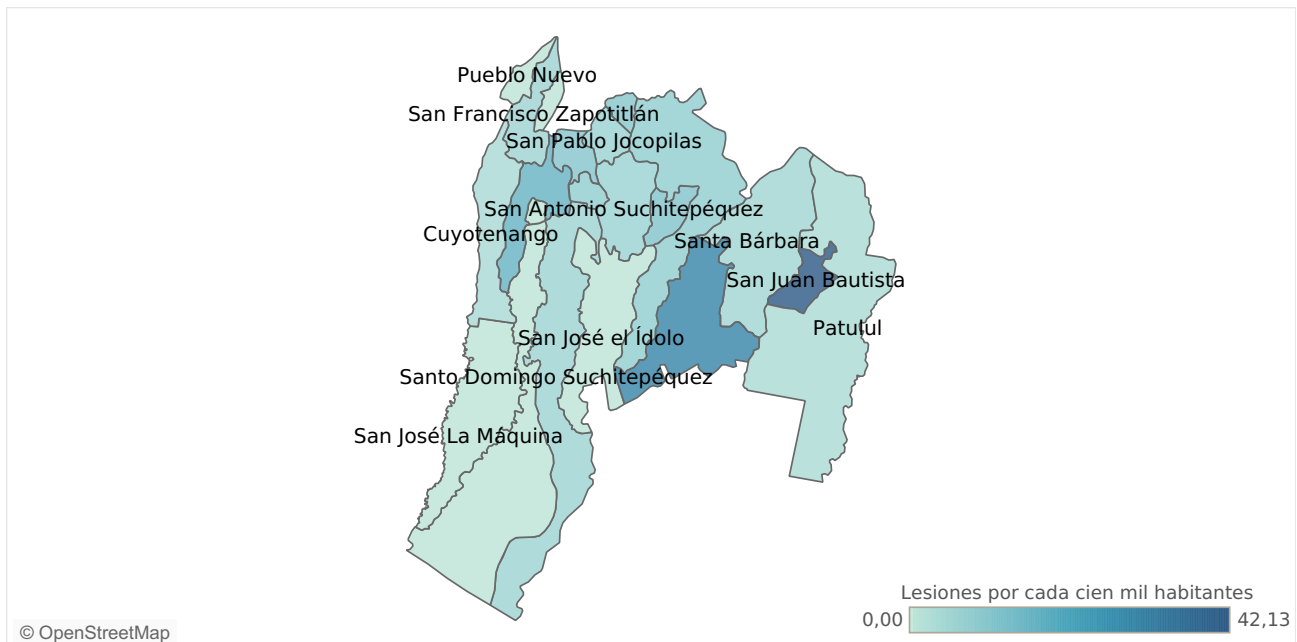 Pueblo Nuevo
San Francisco Zapotitlán
San Pablo Jocopilas
San Antonio Suchitepéquez
Cuyotenango
Santa Bárbara
San Juan Bautista
Patulul
San José el Ídolo
Santo Domingo Suchitepéquez
San José La Máquina
Lesiones por cada cien mil habitantes
0,00 42,13
© OpenStreetMap